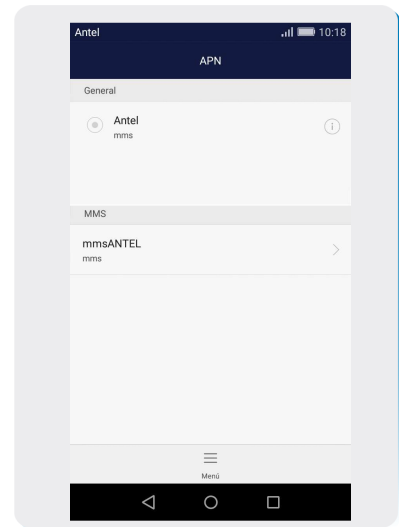 Antel 10:18
APN
General
Antel
mms
MMS
mmsANTEL
mms
Menú